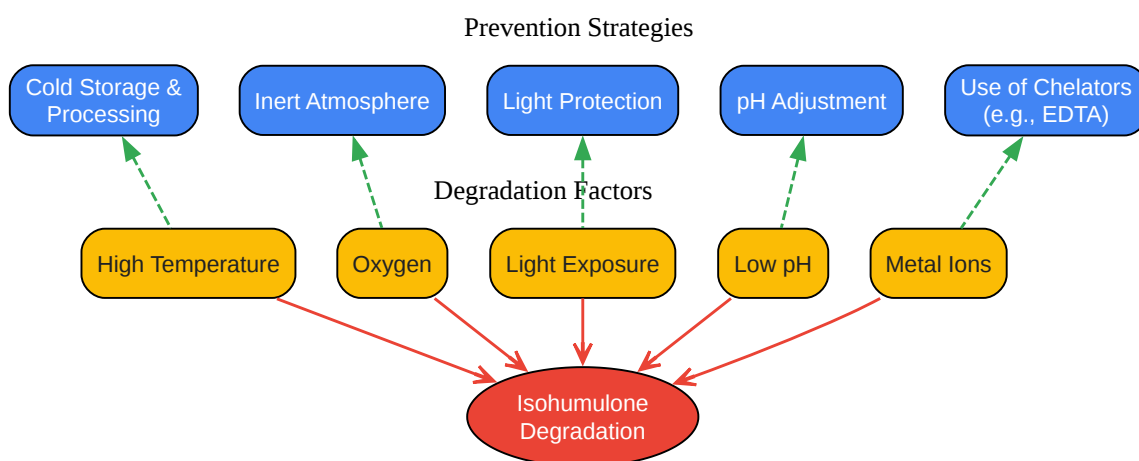 Prevention Strategies
Cold Storage &
Processing
Inert Atmosphere
Light Protection
pH Adjustment
Use of Chelators
(e.g., EDTA)
Degradation Factors
High Temperature
Oxygen
Light Exposure
Low pH
Metal Ions
Isohumulone
Degradation